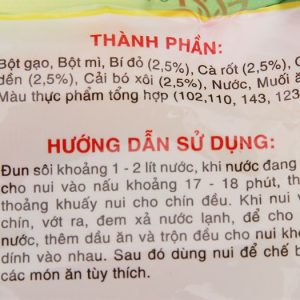 THÀNH PHẦN:
Bột gạo, Bột mì, Bí đỏ (2,5%), Cà rốt (2,5%),
dền (2,5%), Cải bó xôi (2,5%), Nước, Muối ă
Màu thực phẩm tổng hợp (102,110, 143, 123
HƯỚNG DẪN SỬ DỤNG:
Đun sôi khoảng 1 - 2 lít nước, khi nước đang
cho nui vào nấu khoảng 17 - 18 phút, th
thoảng khuấy nui cho chín đều. Khi nui v
chín, vớt ra, đem xả nước lạnh, để cho
nước, thêm dầu ăn và trộn đều cho nui kh
dính vào nhau. Sau đó dùng nui để chế b
các món ăn tùy thích.